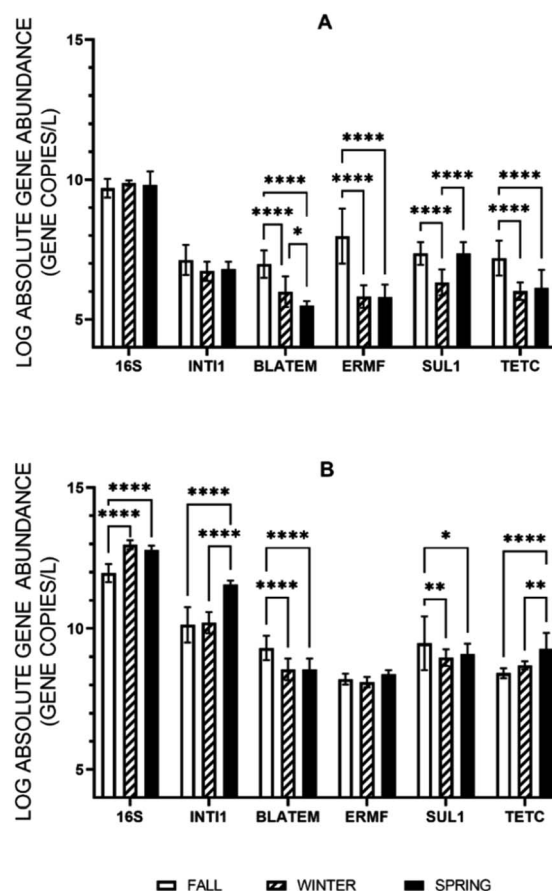 A
LOG ABSOLUTE GENE ABUNDANCE
(GENE COPIES/L)
15
10
5
**** **** *
**** ****
**** ****
**** ****
16S INTI1 BLATEM ERMF SUL1 TETC
B
LOG ABSOLUTE GENE ABUNDANCE
(GENE COPIES/L)
15
10
5
**** ****
**** ****
**** ****
* **
**** **
16S INTI1 BLATEM ERMF SUL1 TETC
FALL WINTER SPRING